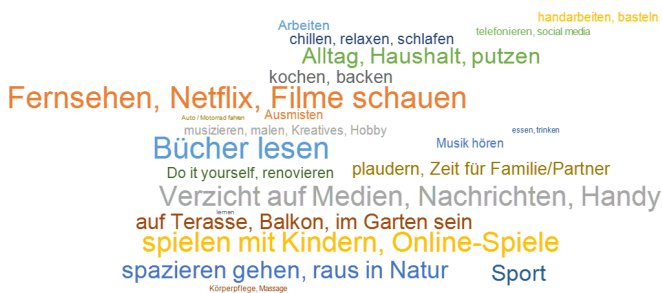 handarbeiten, basteln
Arbeiten
telefonieren, social media
chillen, relaxen, schlafen
Alltag, Haushalt, putzen
kochen, backen
Fernsehen, Netflix, Filme schauen
Auto / Motorrad fahren
Ausmisten
musizieren, malen, Kreatives, Hobby
essen,trinken
Bücher lesen
Musik hören
Do it yourself, renovieren
plaudern, Zeit für Familie/Partner
Verzicht auf Medien, Nachrichten, Handy
lernen
auf Terasse, Balkon, im Garten sein
spielen mit Kindern, Online-Spiele
spazieren gehen, raus in Natur
Sport
Körperpflege, Massage